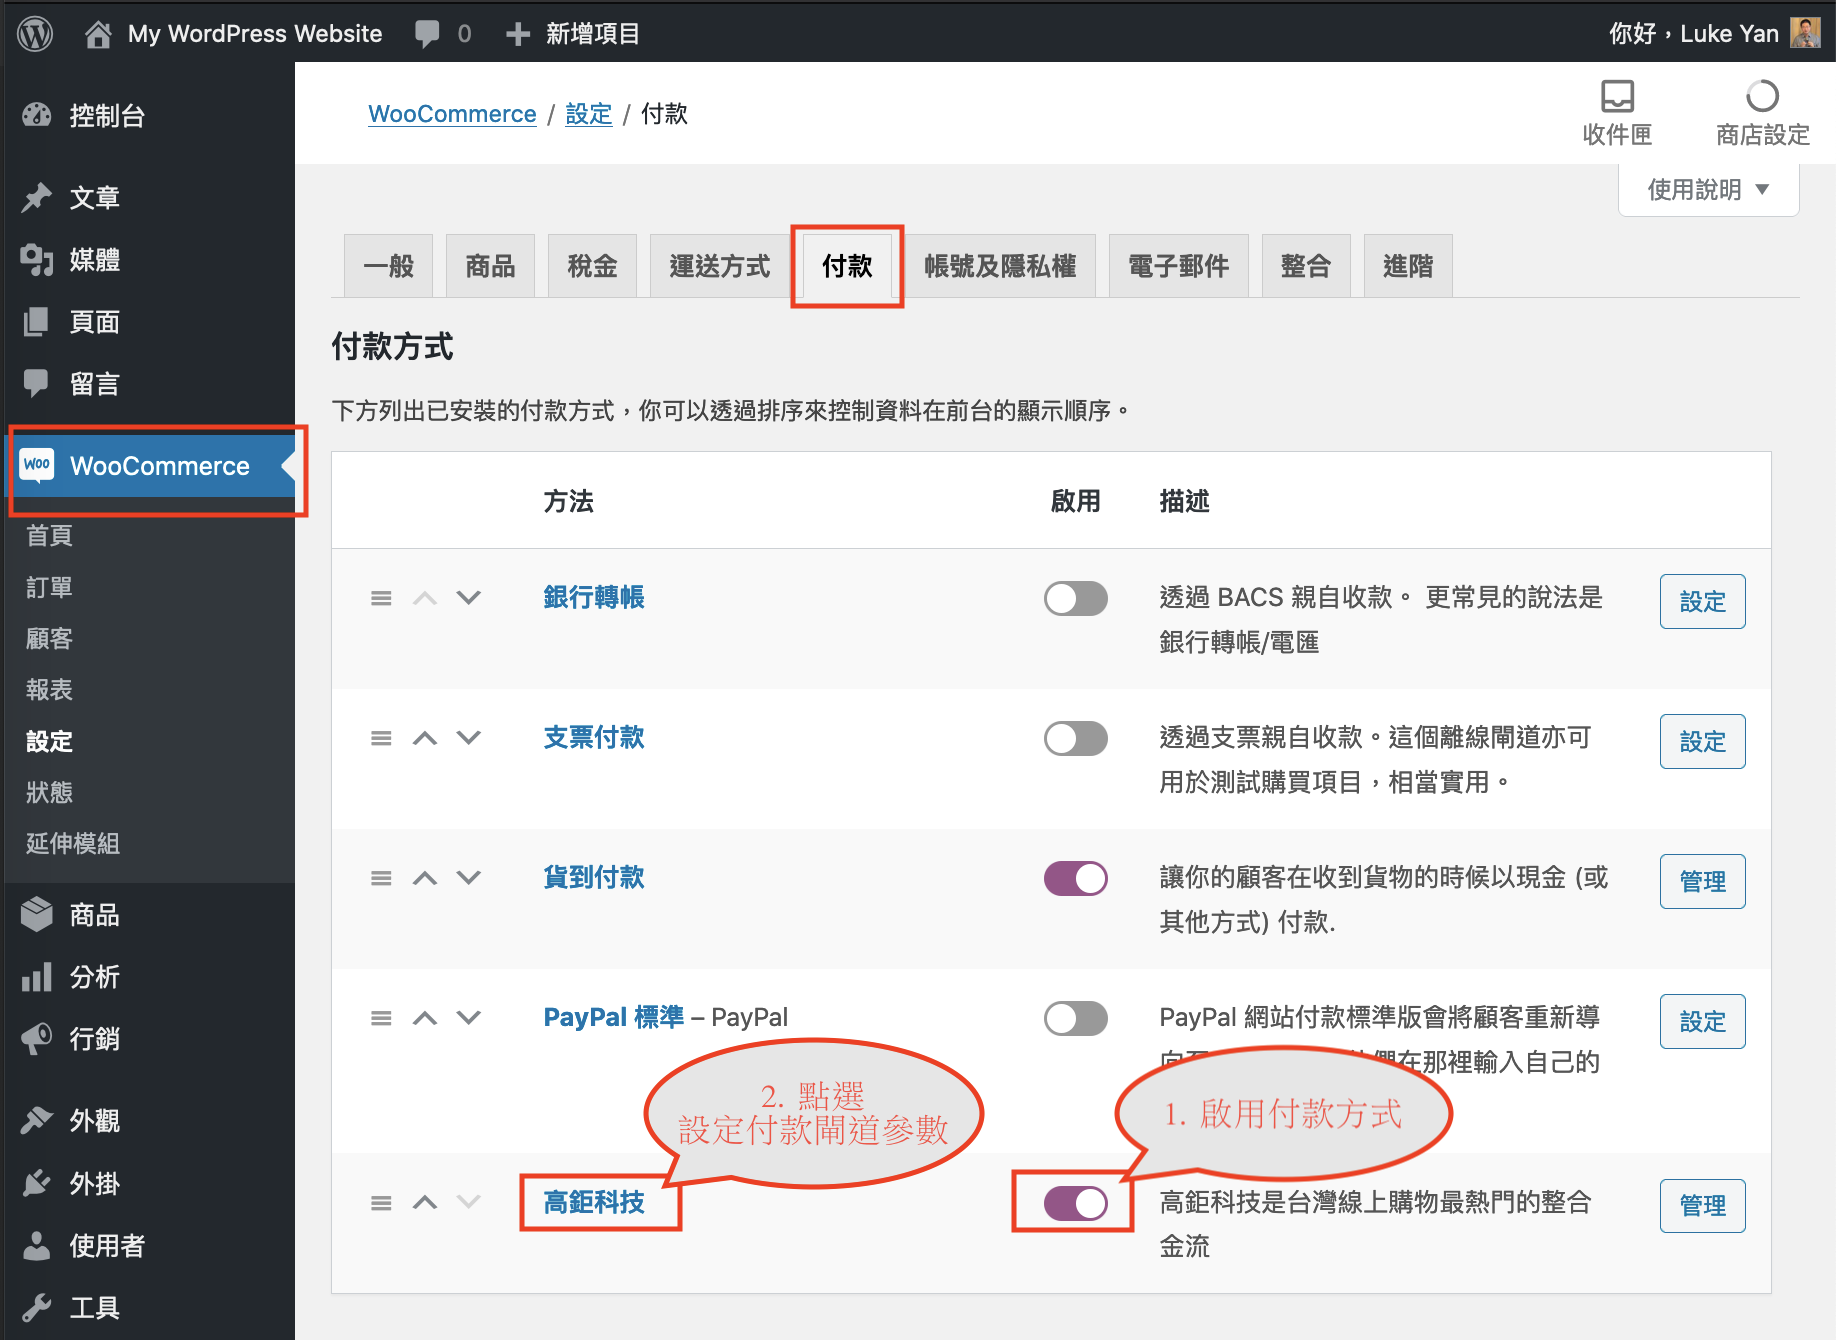 My WordPress Website
0
新增項目
你好，Luke Yan
控制台
文章
媒體
頁面
留言
WOO
WooCommerce
首頁
訂單
顧客
報表
設定
狀態
延伸模組
商品
分析
行銷
外觀
外掛
使用者
工具
WooCommerce / 設定 / 付款
收件匣
商店設定
使用說明 ▼
一般
商品
稅金
運送方式
付款
帳號及隱私權
電子郵件
整合
進階
付款方式
下方列出已安裝的付款方式，你可以透過排序來控制資料在前台的顯示順序。
方法
啟用
描述
銀行轉帳
透過 BACS 親自收款。 更常見的說法是
銀行轉帳/電匯
設定
支票付款
透過支票親自收款。這個離線閘道亦可
用於測試購買項目，相當實用。
設定
貨到付款
讓你的顧客在收到貨物的時候以現金 (或
其他方式) 付款.
管理
PayPal 標準 – PayPal
PayPal 網站付款標準版會將顧客重新導
在那裡輸入自己的
設定
2. 點選
設定付款閘道參數
1. 啟用付款方式
高鉅科技
高鉅科技是台灣線上購物最熱門的整合
金流
管理